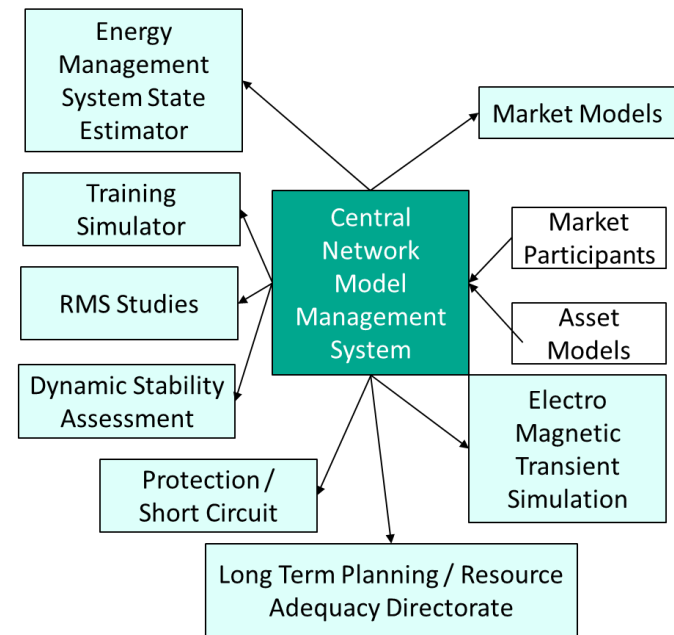 Energy
Management
System State
Estimator
Market Models
Training
Simulator
Central
Network
Model
Management
System
Market
Participants
RMS Studies
Asset
Models
Dynamic Stability
Assessment
Electro
Magnetic
Transient
Simulation
Protection /
Short Circuit
Long Term Planning / Resource
Adequacy Directorate